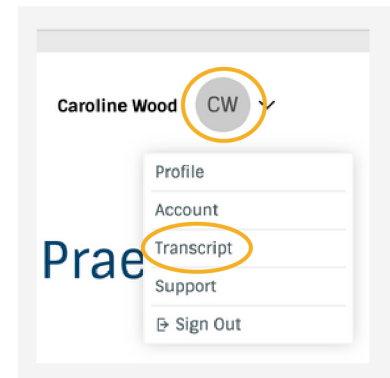 Caroline Wood CW
Profile
Account
Transcript
Prae
Support
Sign Out